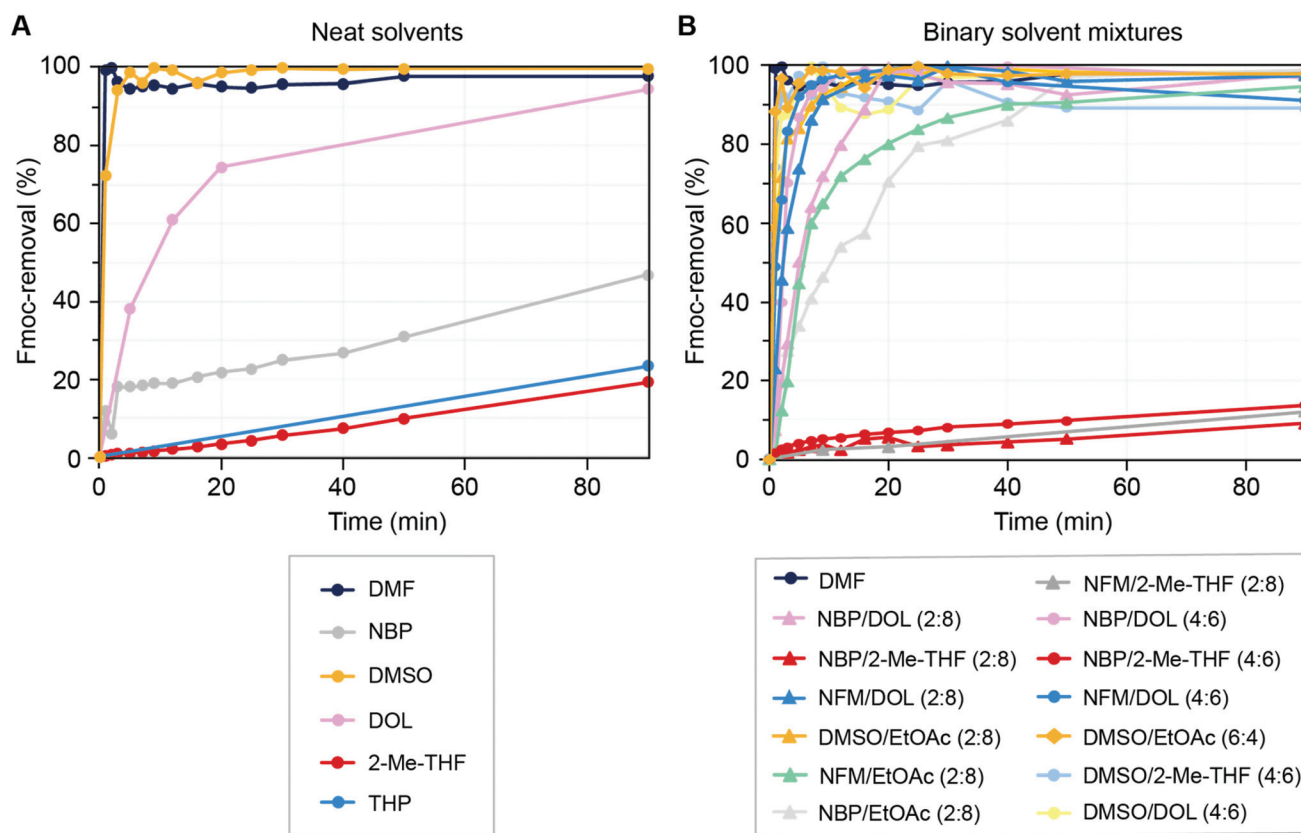 A
Neat solvents
Fmoc-removal (%)
100
80
60
40
20
0
0
20
40
60
80
Time (min)
DMF
NBP
DMSO
DOL
2-Me-THF
THP
B
Binary solvent mixtures
Fmoc-removal (%)
100
80
60
40
20
0
0
20
40
60
80
Time (min)
DMF
NBP/DOL (2:8)
NBP/2-Me-THF (2:8)
NFM/DOL (2:8)
DMSO/EtOAc (2:8)
NFM/EtOAc (2:8)
NBP/EtOAc (2:8)
NFM/2-Me-THF (2:8)
NBP/DOL (4:6)
NBP/2-Me-THF (4:6)
NFM/DOL (4:6)
DMSO/EtOAc (6:4)
DMSO/2-Me-THF (4:6)
DMSO/DOL (4:6)